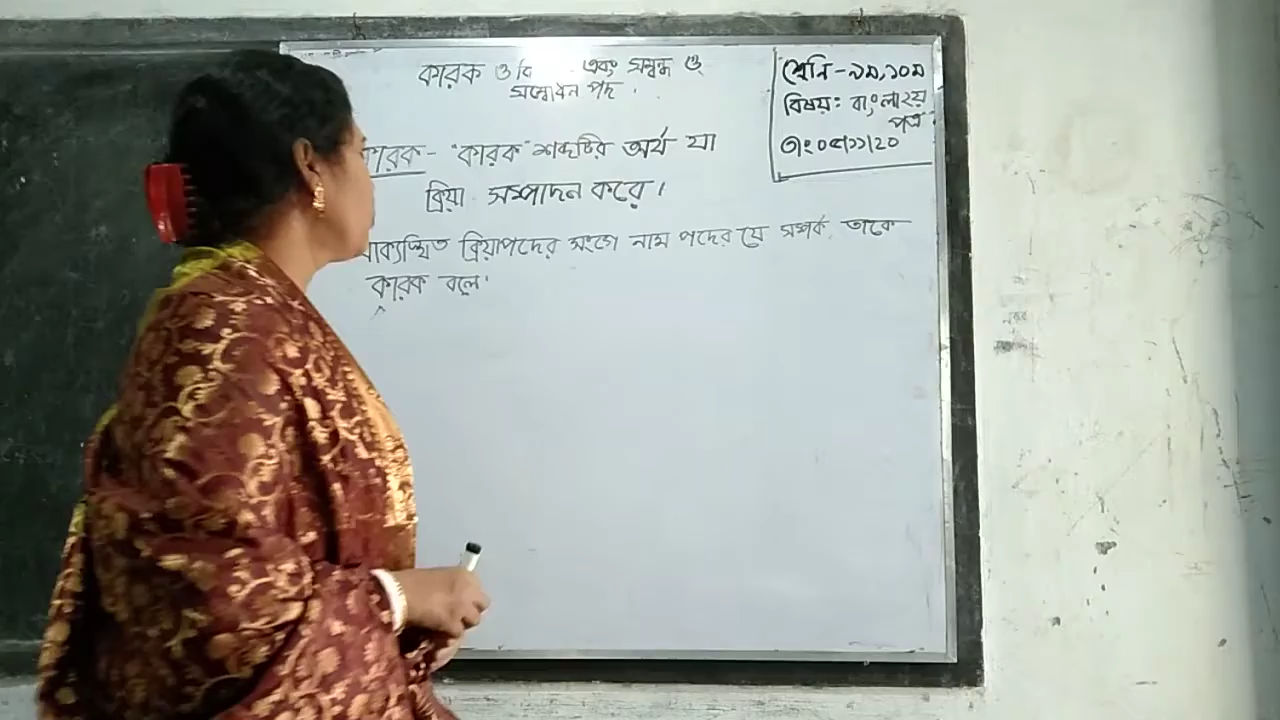 কারক ও বি এবং সম্বন্ধ ও
সম্বোধন পদ।
শ্রেনি-৯ম,১০ম
বিষয়: বাংলা২য়
পত্র
তাং০৫/১১/২০
কারক- "কারক" শব্দটির অর্থ যা
ক্রিয়া সম্পাদন করে।
বাক্যস্থিত ক্রিয়াপদের সংগে নাম পদের যে সম্পর্ক, তাকে
কারক বলে।